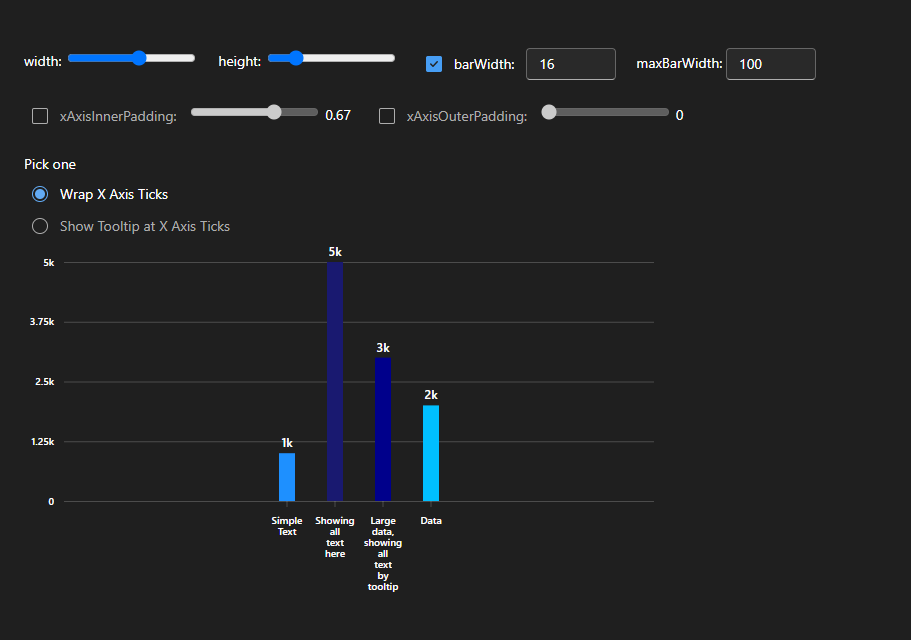 width: height: barWidth: 16 maxBarWidth: 100
xAxisInnerPadding: 0.67 xAxisOuterPadding: 0
Pick one
Wrap X Axis Ticks
Show Tooltip at X Axis Ticks
5k
5k
3.75k
3k
2.5k
2k
1.25k
1k
0
Simple
Text
Showing
all
text
here
Large
data,
showing
all
text
by
tooltip
Data